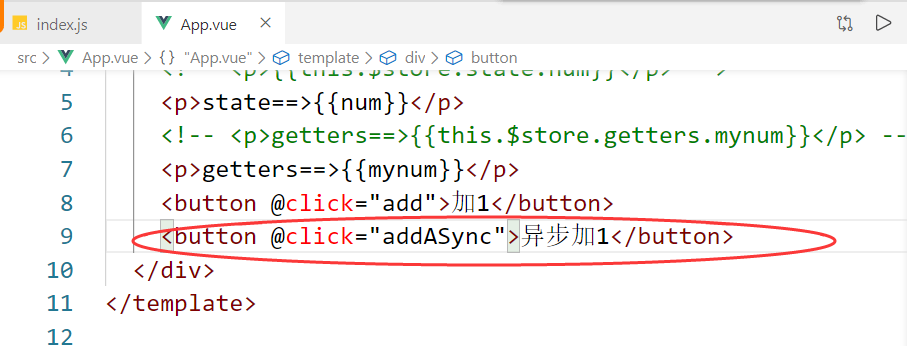 JS index.js
App.vue ×
src > App.vue > {} "App.vue" > template > div > button
4 <!-- <p>{{this.$store.state.num}}</p> -->
5 <p>state==>{{num}}</p>
6 <!-- <p>getters==>{{this.$store.getters.mynum}}</p> --
7 <p>getters==>{{mynum}}</p>
8 <button @click="add">加1</button>
9 <button @click="addASync">异步加1</button>
10 </div>
11 </template>
12